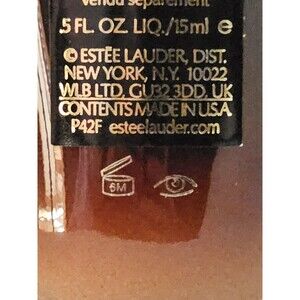 vendu séparément
.5 FL. OZ. LIQ./15ml e
© ESTÉE LAUDER, DIST.
NEW YORK, N.Y. 10022
WLB LTD, GU32 3DD, UK
CONTENTS MADE IN U.S.A
P42F esteelauder.com
6M